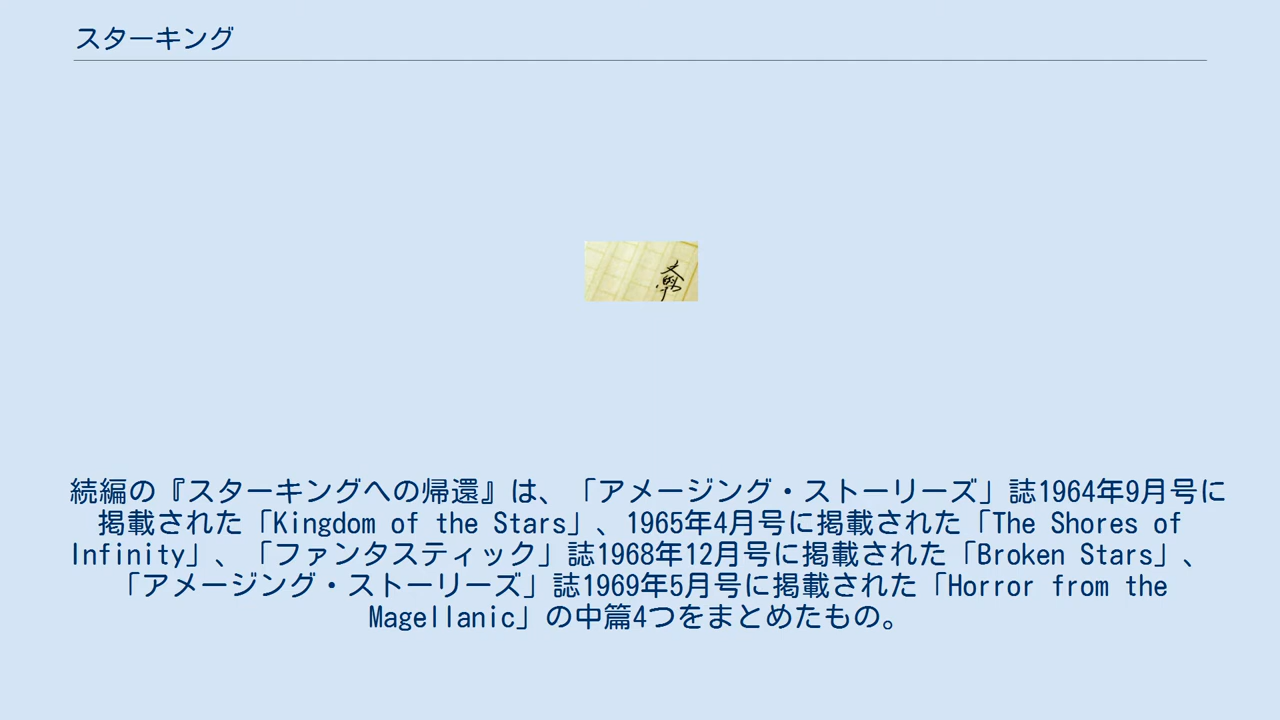 スターキング
続編の『スターキングへの帰還』は、「アメージング・ストーリーズ」誌1964年9月号に
掲載された「Kingdom of the Stars」、1965年4月号に掲載された「The Shores of
Infinity」、「ファンタスティック」誌1968年12月号に掲載された「Broken Stars」、
「アメージング・ストーリーズ」誌1969年5月号に掲載された「Horror from the
Magellanic」の中篇4つをまとめたもの。